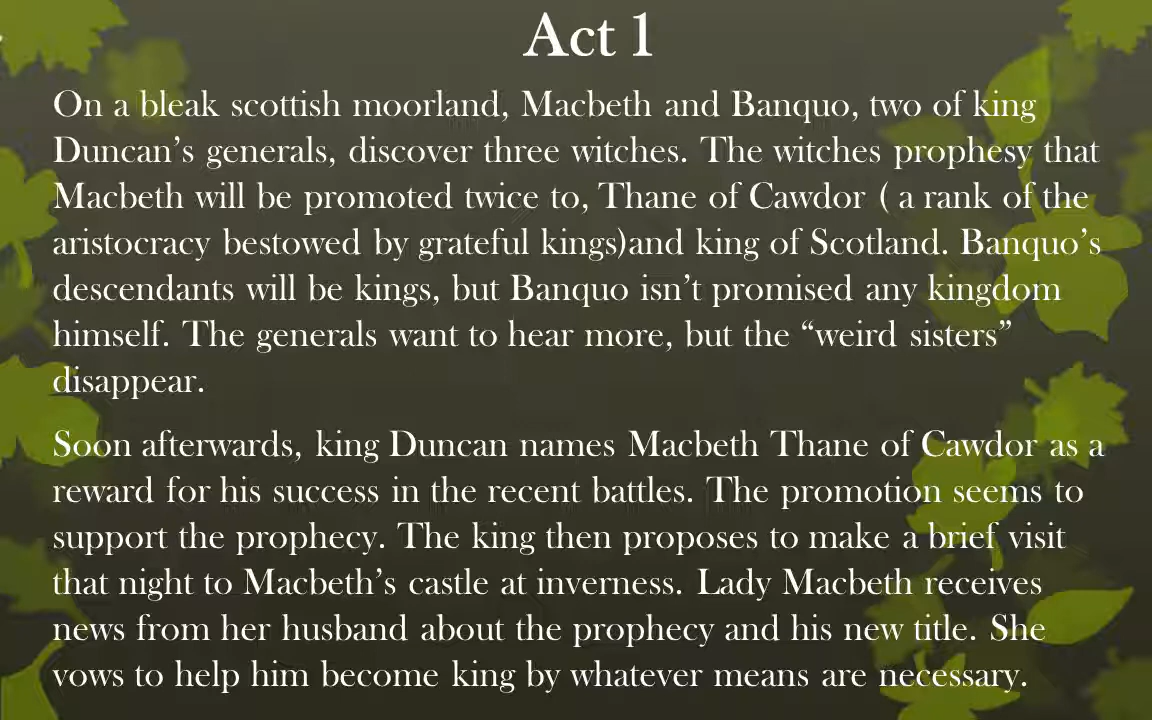 Act 1
On a bleak scottish moorland, Macbeth and Banquo, two of king
Duncan’s generals, discover three witches. The witches prophesy that
Macbeth will be promoted twice to, Thane of Cawdor ( a rank of the
aristocracy bestowed by grateful kings)and king of Scotland. Banquo’s
descendants will be kings, but Banquo isn’t promised any kingdom
himself. The generals want to hear more, but the “weird sisters”
disappear.
Soon afterwards, king Duncan names Macbeth Thane of Cawdor as a
reward for his success in the recent battles. The promotion seems to
support the prophecy. The king then proposes to make a brief visit
that night to Macbeth’s castle at inverness. Lady Macbeth receives
news from her husband about the prophecy and his new title. She
vows to help him become king by whatever means are necessary.